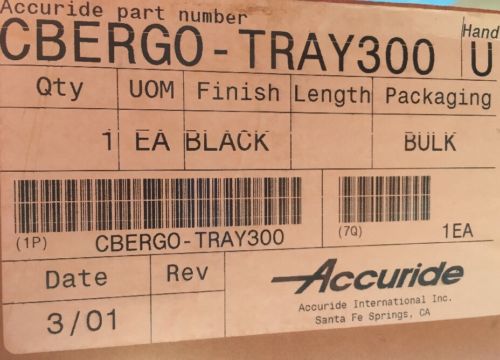 Accuride part number Hand
CBERGO-TRAY300 U
Qty UOM Finish Length Packaging
1 EA BLACK BULK
(1P) CBERGO-TRAY300 (7Q) 1EA
Date Rev
3/01
Accuride
Accuride International Inc.
Santa Fe Springs, CA